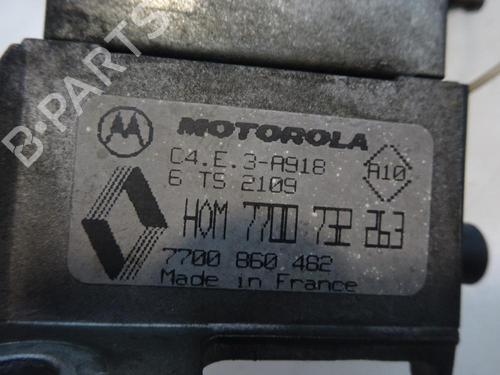 MOTOROLA
C4.E.3-A918
6 TS 2109
A10
HOM 7700 732 263
7700 860 482
Made in France
B-PARTS